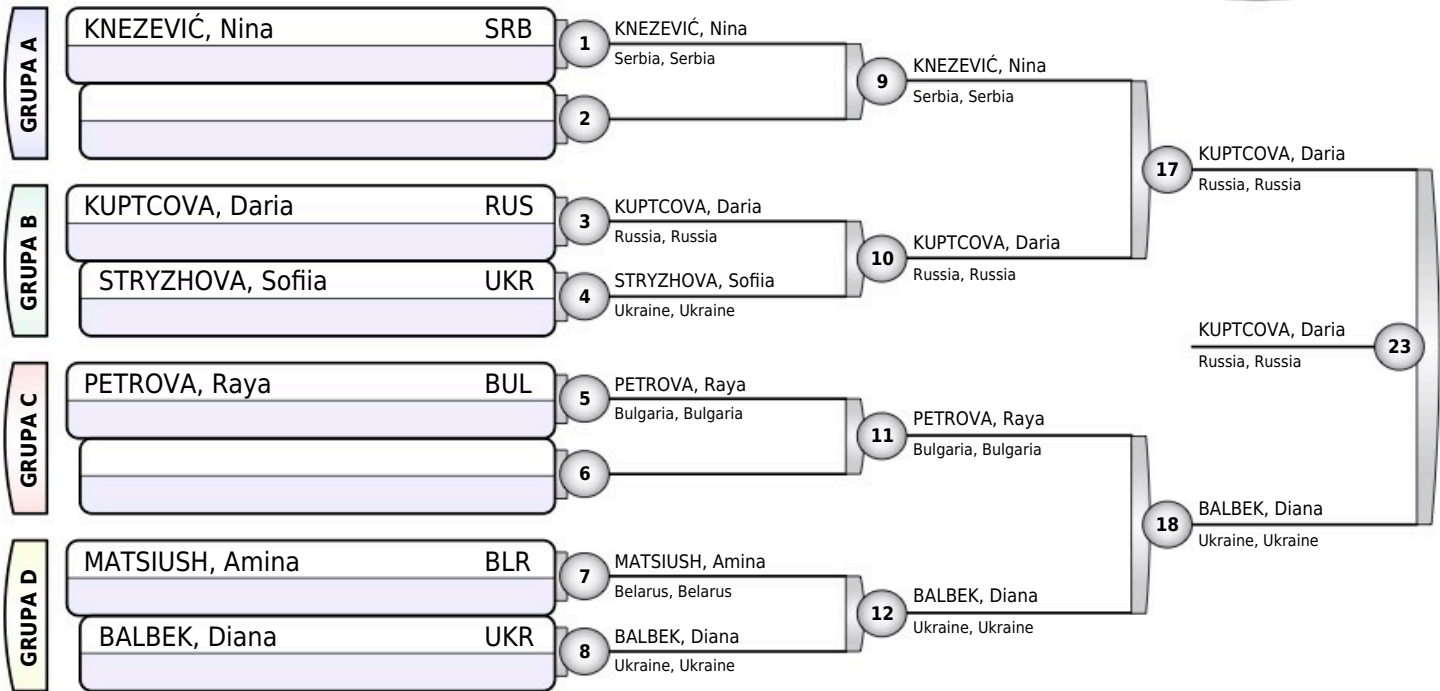 GRUPA A
KNEZEVIĆ, Nina SRB
1
KNEZEVIĆ, Nina
Serbia, Serbia
2
9
KNEZEVIĆ, Nina
Serbia, Serbia
17
KUPTCOVA, Daria
Russia, Russia
GRUPA B
KUPTCOVA, Daria RUS
3
KUPTCOVA, Daria
Russia, Russia
STRYZHOVA, Sofiia UKR
4
STRYZHOVA, Sofiia
Ukraine, Ukraine
10
KUPTCOVA, Daria
Russia, Russia
KUPTCOVA, Daria
Russia, Russia
23
GRUPA C
PETROVA, Raya BUL
5
PETROVA, Raya
Bulgaria, Bulgaria
6
11
PETROVA, Raya
Bulgaria, Bulgaria
18
BALBEK, Diana
Ukraine, Ukraine
GRUPA D
MATSIUSH, Amina BLR
7
MATSIUSH, Amina
Belarus, Belarus
BALBEK, Diana UKR
8
BALBEK, Diana
Ukraine, Ukraine
12
BALBEK, Diana
Ukraine, Ukraine